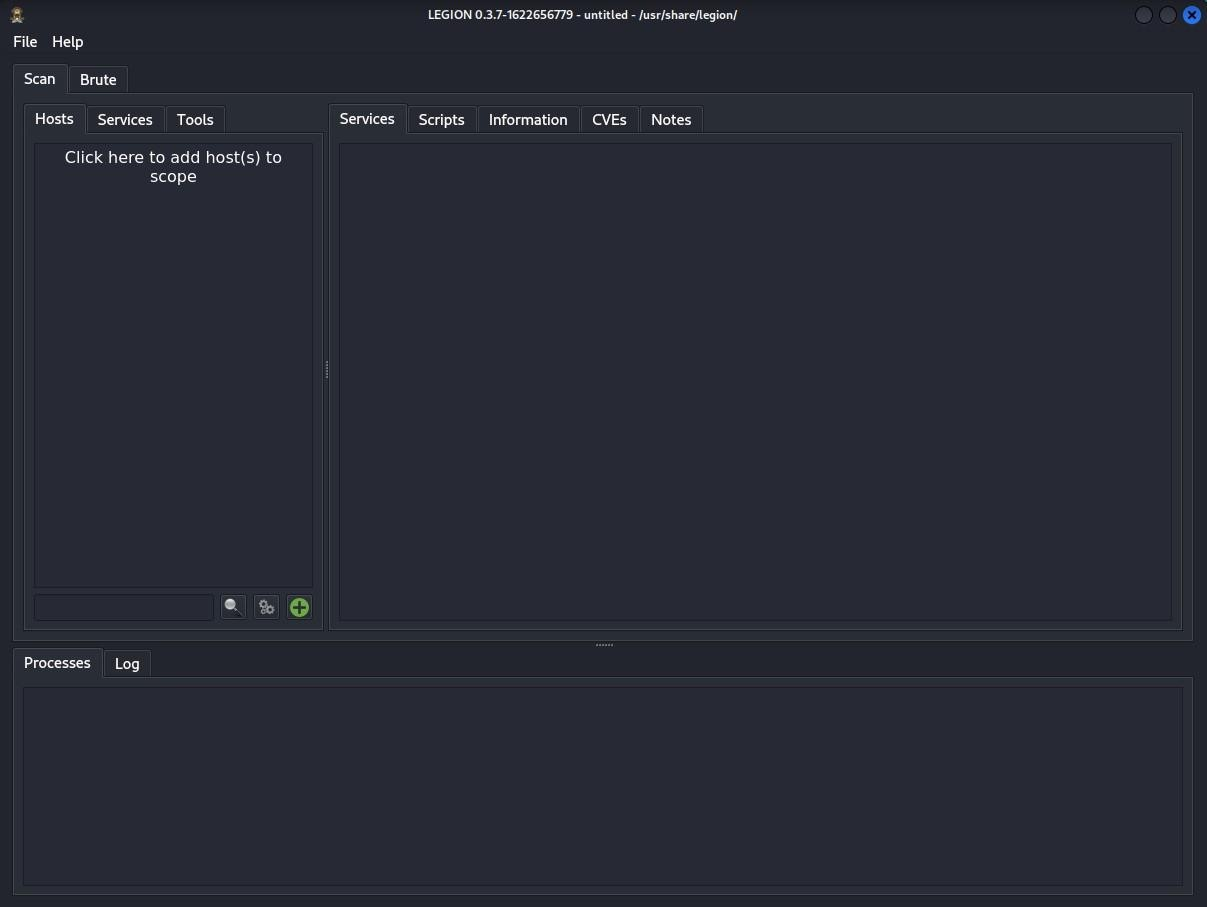 LEGION 0.3.7-1622656779 - untitled - /usr/share/legion/
File Help
Scan Brute
Hosts Services Tools Services Scripts Information CVEs Notes
Click here to add host(s) to
scope
Processes Log